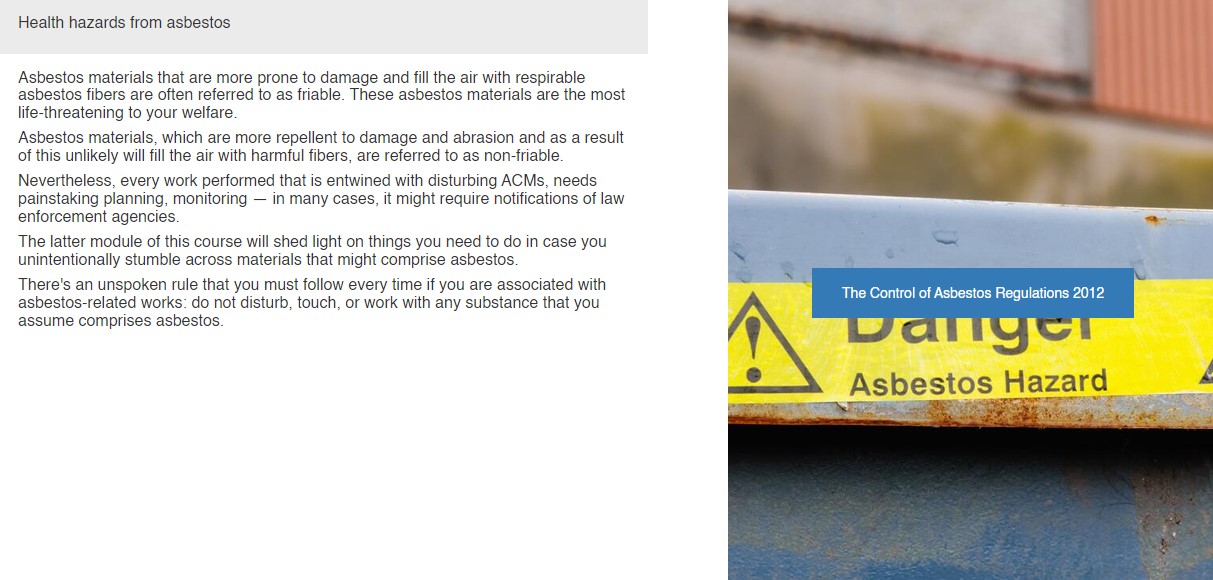 Health hazards from asbestos
Asbestos materials that are more prone to damage and fill the air with respirable
asbestos fibers are often referred to as friable. These asbestos materials are the most
life-threatening to your welfare.
Asbestos materials, which are more repellent to damage and abrasion and as a result
of this unlikely will fill the air with harmful fibers, are referred to as non-friable.
Nevertheless, every work performed that is entwined with disturbing ACMs, needs
painstaking planning, monitoring — in many cases, it might require notifications of law
enforcement agencies.
The latter module of this course will shed light on things you need to do in case you
unintentionally stumble across materials that might comprise asbestos.
There's an unspoken rule that you must follow every time if you are associated with
asbestos-related works: do not disturb, touch, or work with any substance that you
assume comprises asbestos.
The Control of Asbestos Regulations 2012
Danger
Asbestos Hazard